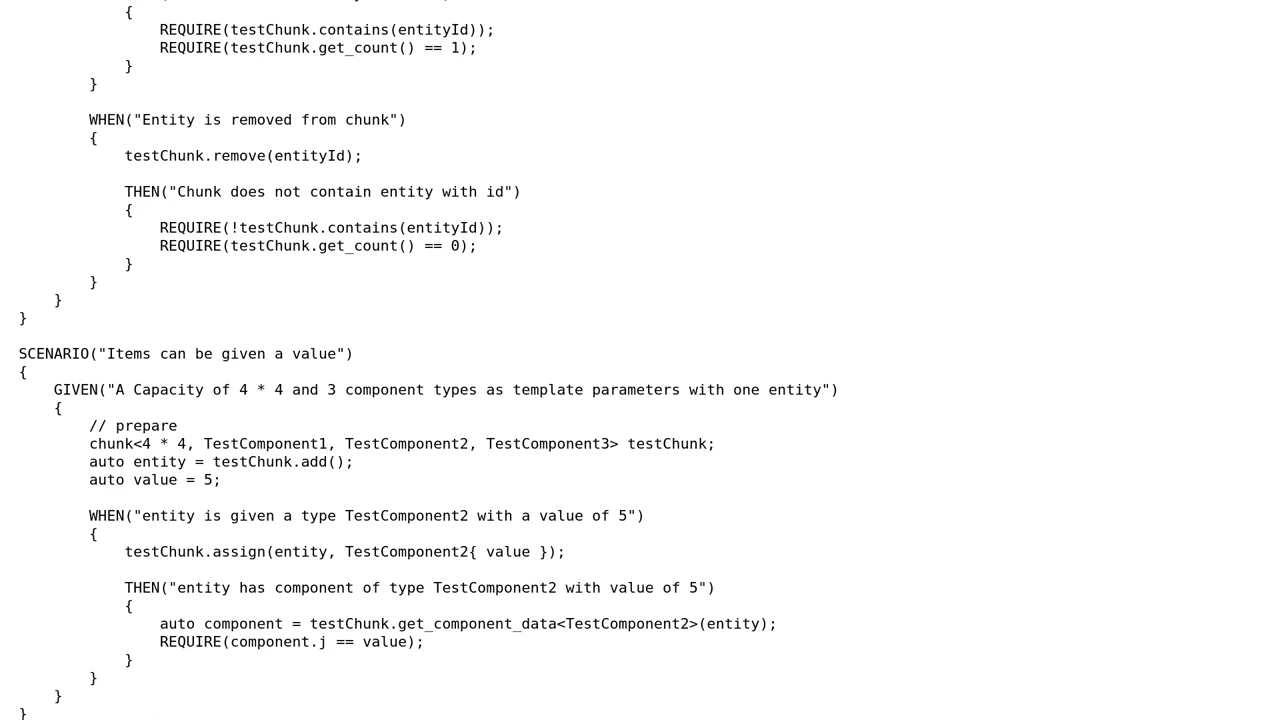 {
REQUIRE(testChunk.contains(entityId));
REQUIRE(testChunk.get_count() == 1);
}
}
WHEN("Entity is removed from chunk")
{
testChunk.remove(entityId);
THEN("Chunk does not contain entity with id")
{
REQUIRE(!testChunk.contains(entityId));
REQUIRE(testChunk.get_count() == 0);
}
}
}
}
SCENARIO("Items can be given a value")
{
GIVEN("A Capacity of 4 * 4 and 3 component types as template parameters with one entity")
{
// prepare
chunk<4 * 4, TestComponent1, TestComponent2, TestComponent3> testChunk;
auto entity = testChunk.add();
auto value = 5;
WHEN("entity is given a type TestComponent2 with a value of 5")
{
testChunk.assign(entity, TestComponent2{ value });
THEN("entity has component of type TestComponent2 with value of 5")
{
auto component = testChunk.get_component_data<TestComponent2>(entity);
REQUIRE(component.j == value);
}
}
}
}